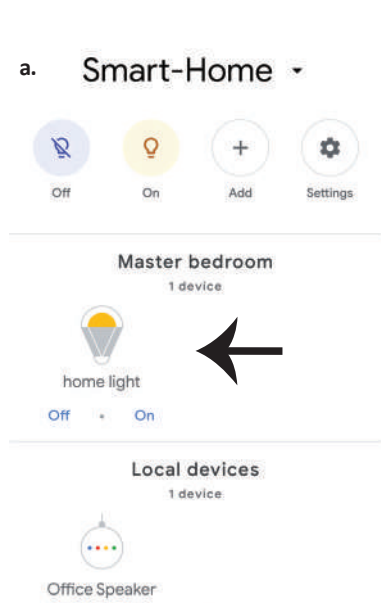 a. Smart-Home
Off On Add Settings
Master bedroom
1 device
home light
Off • On
Local devices
1 device
Office Speaker